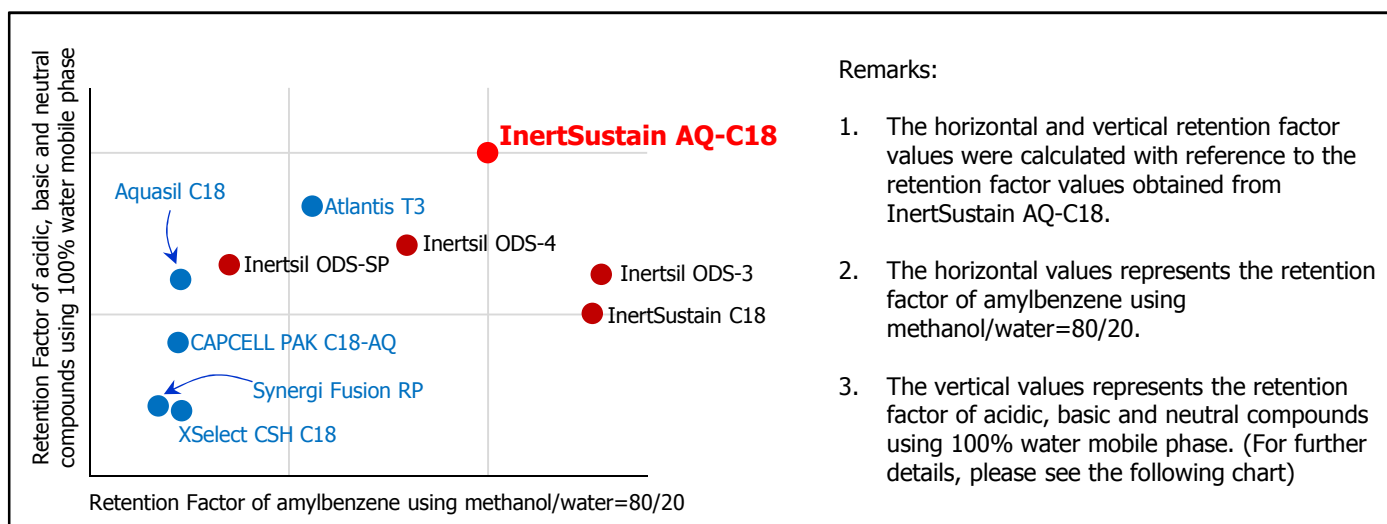 Retention Factor of acidic, basic and neutral
compounds using 100% water mobile phase
InertSustain AQ-C18
Aquasil C18
Atlantis T3
Inertsil ODS-4
Inertsil ODS-SP
Inertsil ODS-3
InertSustain C18
CAPCELL PAK C18-AQ
Synergi Fusion RP
XSelect CSH C18
Retention Factor of amylbenzene using methanol/water=80/20
Remarks:
1. The horizontal and vertical retention factor
values were calculated with reference to the
retention factor values obtained from
InertSustain AQ-C18.
2. The horizontal values represents the retention
factor of amylbenzene using
methanol/water=80/20.
3. The vertical values represents the retention
factor of acidic, basic and neutral compounds
using 100% water mobile phase. (For further
details, please see the following chart)